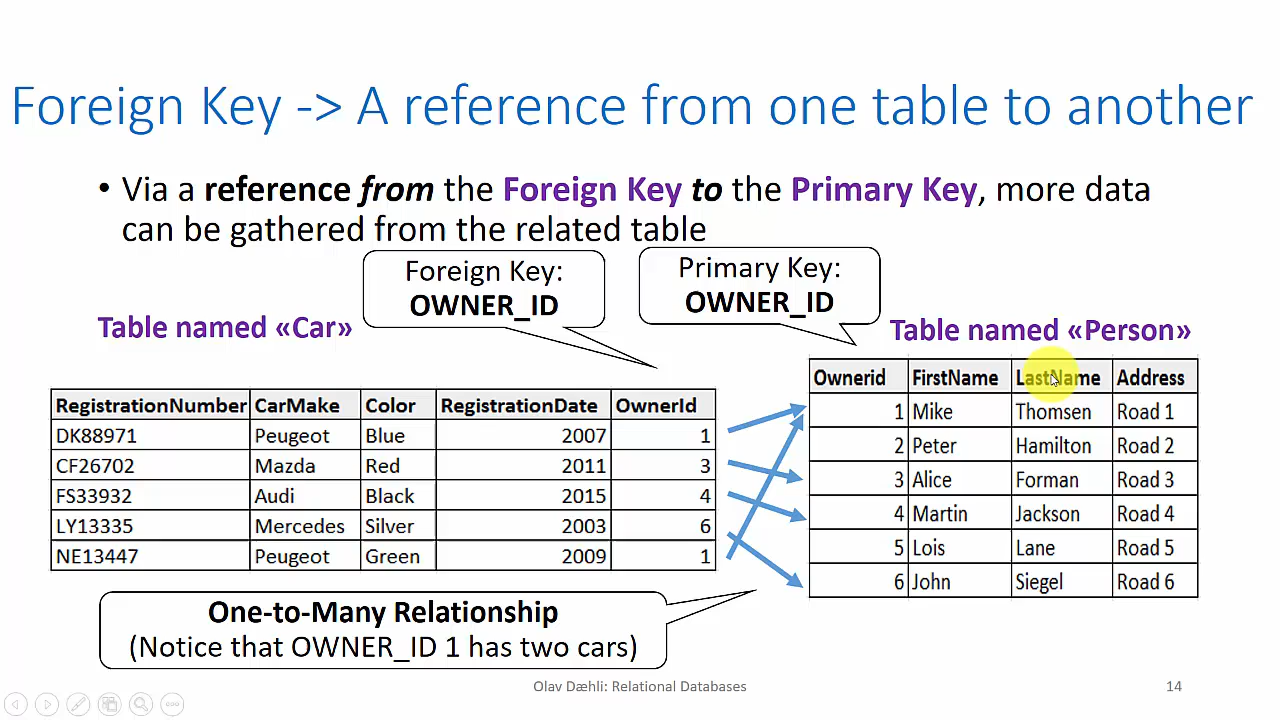 Foreign Key -> A reference from one table to another
• Via a reference from the Foreign Key to the Primary Key, more data
can be gathered from the related table
Foreign Key:
OWNER_ID
Primary Key:
OWNER_ID
Table named «Car»
Table named «Person»
RegistrationNumber CarMake Color RegistrationDate OwnerId
DK88971 Peugeot Blue 2007 1
CF26702 Mazda Red 2011 3
FS33932 Audi Black 2015 4
LY13335 Mercedes Silver 2003 6
NE13447 Peugeot Green 2009 1
Ownerid FirstName LastName Address
1 Mike Thomsen Road 1
2 Peter Hamilton Road 2
3 Alice Forman Road 3
4 Martin Jackson Road 4
5 Lois Lane Road 5
6 John Siegel Road 6
One-to-Many Relationship
(Notice that OWNER_ID 1 has two cars)
Olav Dæhli: Relational Databases
14